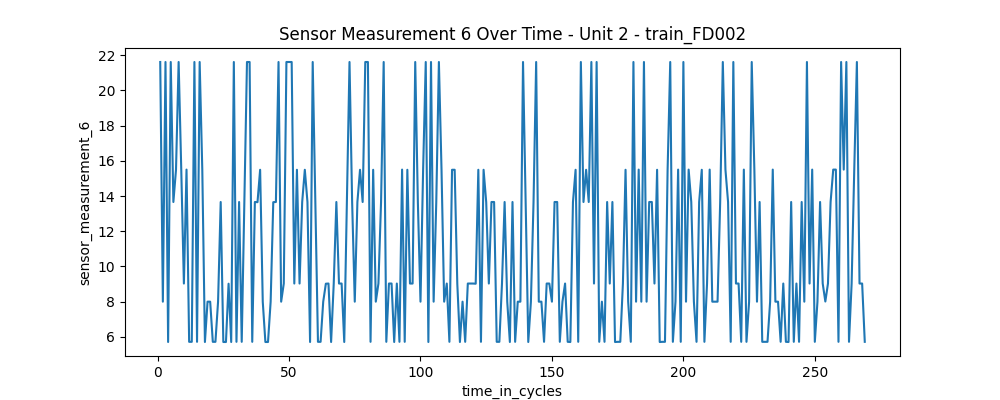 Sensor Measurement 6 Over Time - Unit 2 - train_FD002
sensor_measurement_6
22
20
18
16
14
12
10
8
6
0 50 100 150 200 250
time_in_cycles